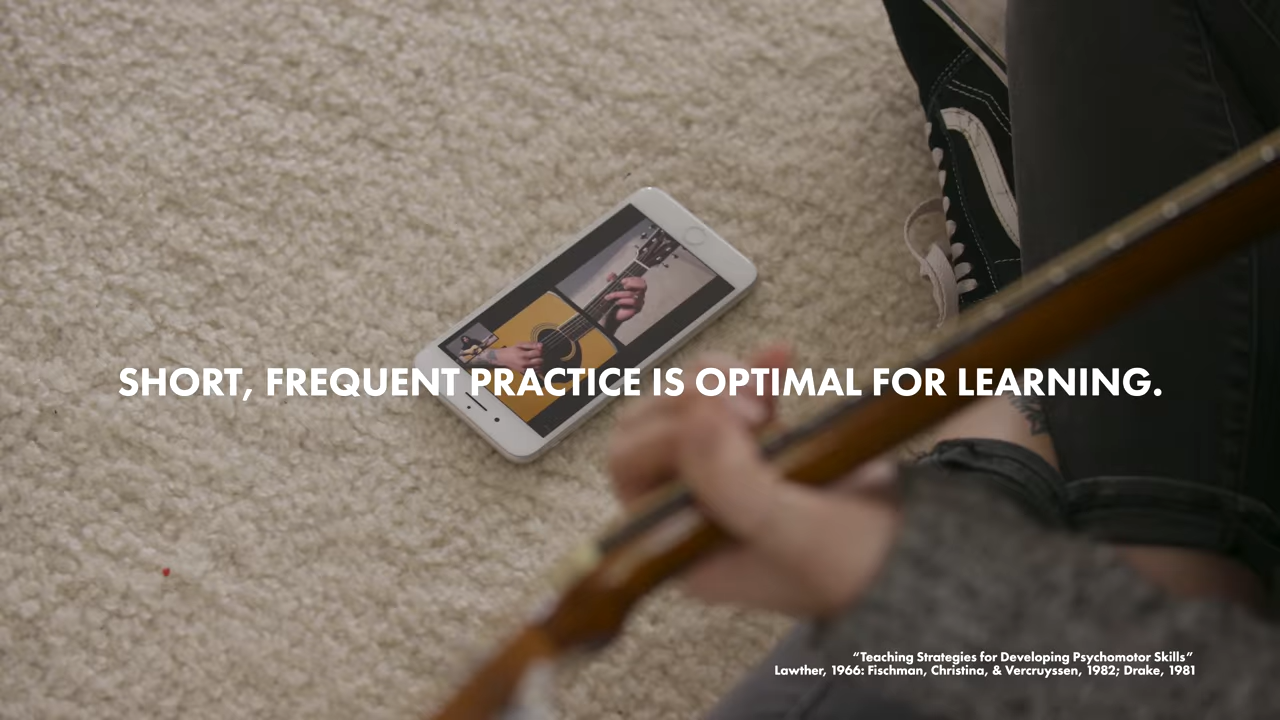 SHORT, FREQUENT PRACTICE IS OPTIMAL FOR LEARNING.
“Teaching Strategies for Developing Psychomotor Skills”
Lawther, 1966: Fischman, Christina, & Vercruyssen, 1982; Drake, 1981